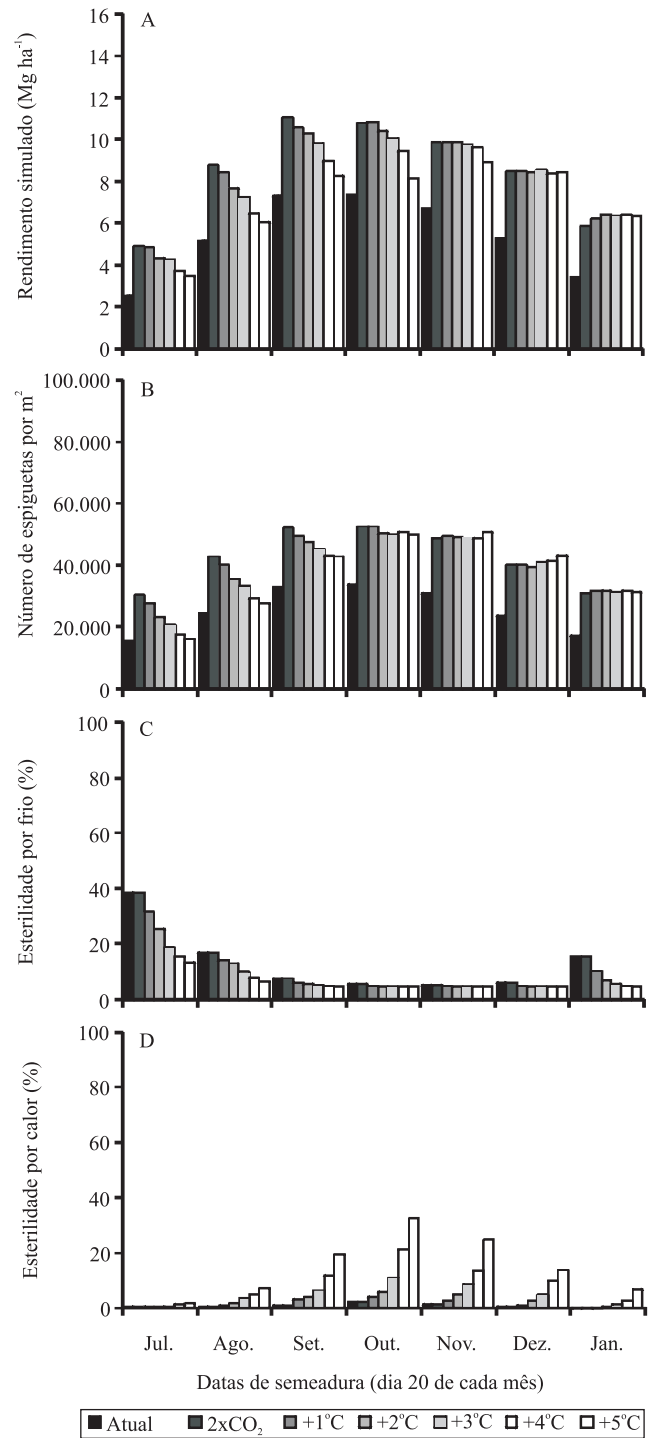 A
Rendimento simulado (Mg ha⁻¹)
16
14
12
10
8
6
4
2
0
B
Número de espiguetas por m²
100.000
80.000
60.000
40.000
20.000
0
C
Esterilidade por frio (%)
100
80
60
40
20
0
D
Esterilidade por calor (%)
100
80
60
40
20
0
Jul. Ago. Set. Out. Nov. Dez. Jan.
Datas de semeadura (dia 20 de cada mês)
Atual 2xCO₂ +1°C +2°C +3°C +4°C +5°C